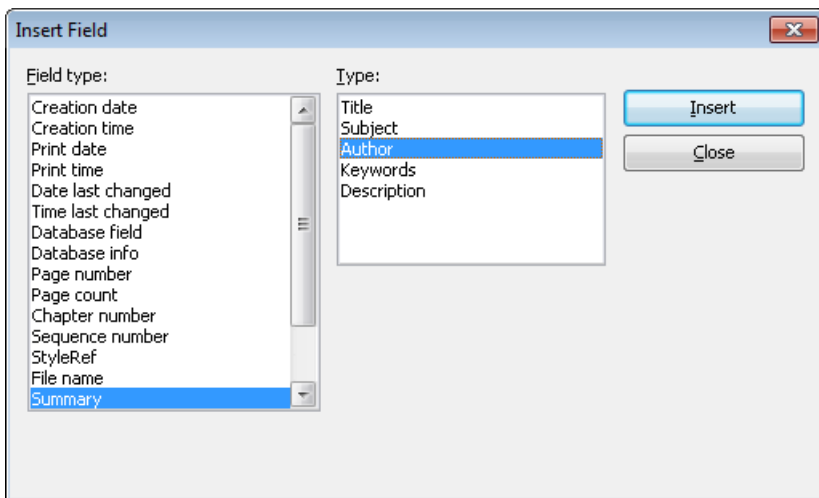 Insert Field
Field type:
Creation date
Creation time
Print date
Print time
Date last changed
Time last changed
Database field
Database info
Page number
Page count
Chapter number
Sequence number
StyleRef
File name
Summary
Type:
Title
Subject
Author
Keywords
Description
Insert
Close